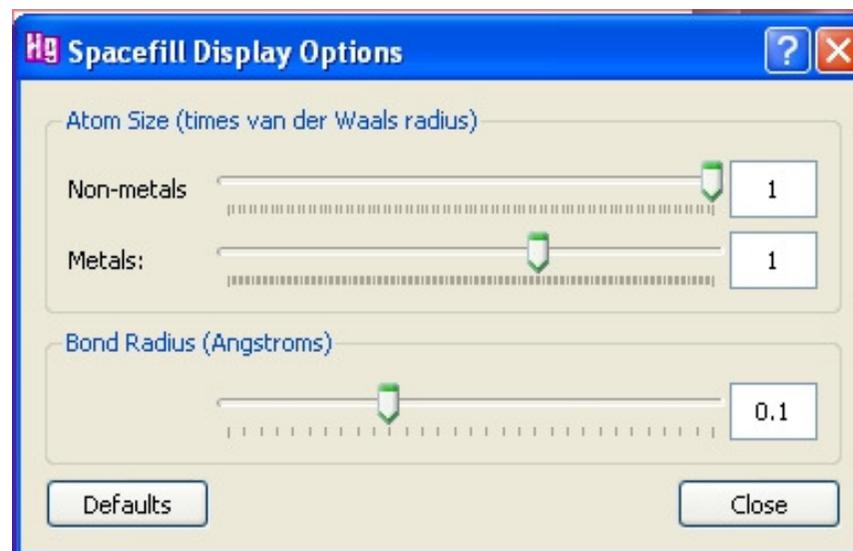 Hg Spacefill Display Options ?
Atom Size (times van der Waals radius)
Non-metals 1
Metals: 1
Bond Radius (Angstroms)
0.1
Defaults Close